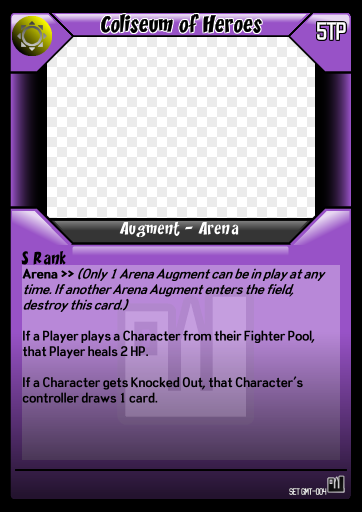 Coliseum of Heroes
5TP
Augment - Arena
S Rank
Arena >> (Only 1 Arena Augment can be in play at any
time. If another Arena Augment enters the field,
destroy this card.)
If a Player plays a Character from their Fighter Pool,
that Player heals 2 HP.
If a Character gets Knocked Out, that Character's
controller draws 1 card.
SET GMT-004